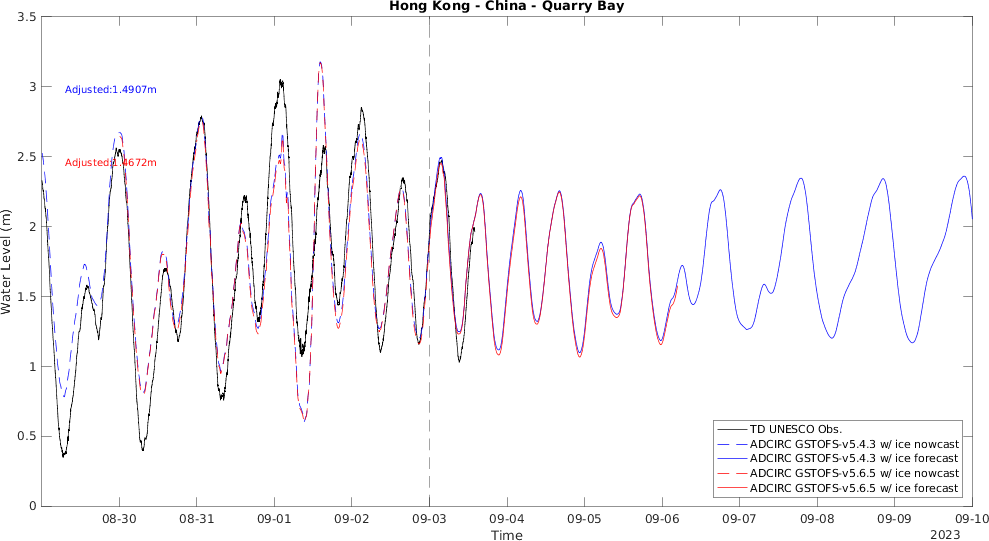 Hong Kong - China - Quarry Bay
3.5
3
2.5
2
1.5
1
0.5
0
Water Level (m)
Adjusted:1.4907m
Adjusted:1.4672m
TD UNESCO Obs.
ADCIRC GSTOFS-v5.4.3 w/ ice nowcast
ADCIRC GSTOFS-v5.4.3 w/ ice forecast
ADCIRC GSTOFS-v5.6.5 w/ ice nowcast
ADCIRC GSTOFS-v5.6.5 w/ ice forecast
08-30 08-31 09-01 09-02 09-03 09-04 09-05 09-06 09-07 09-08 09-09 09-10
Time
2023